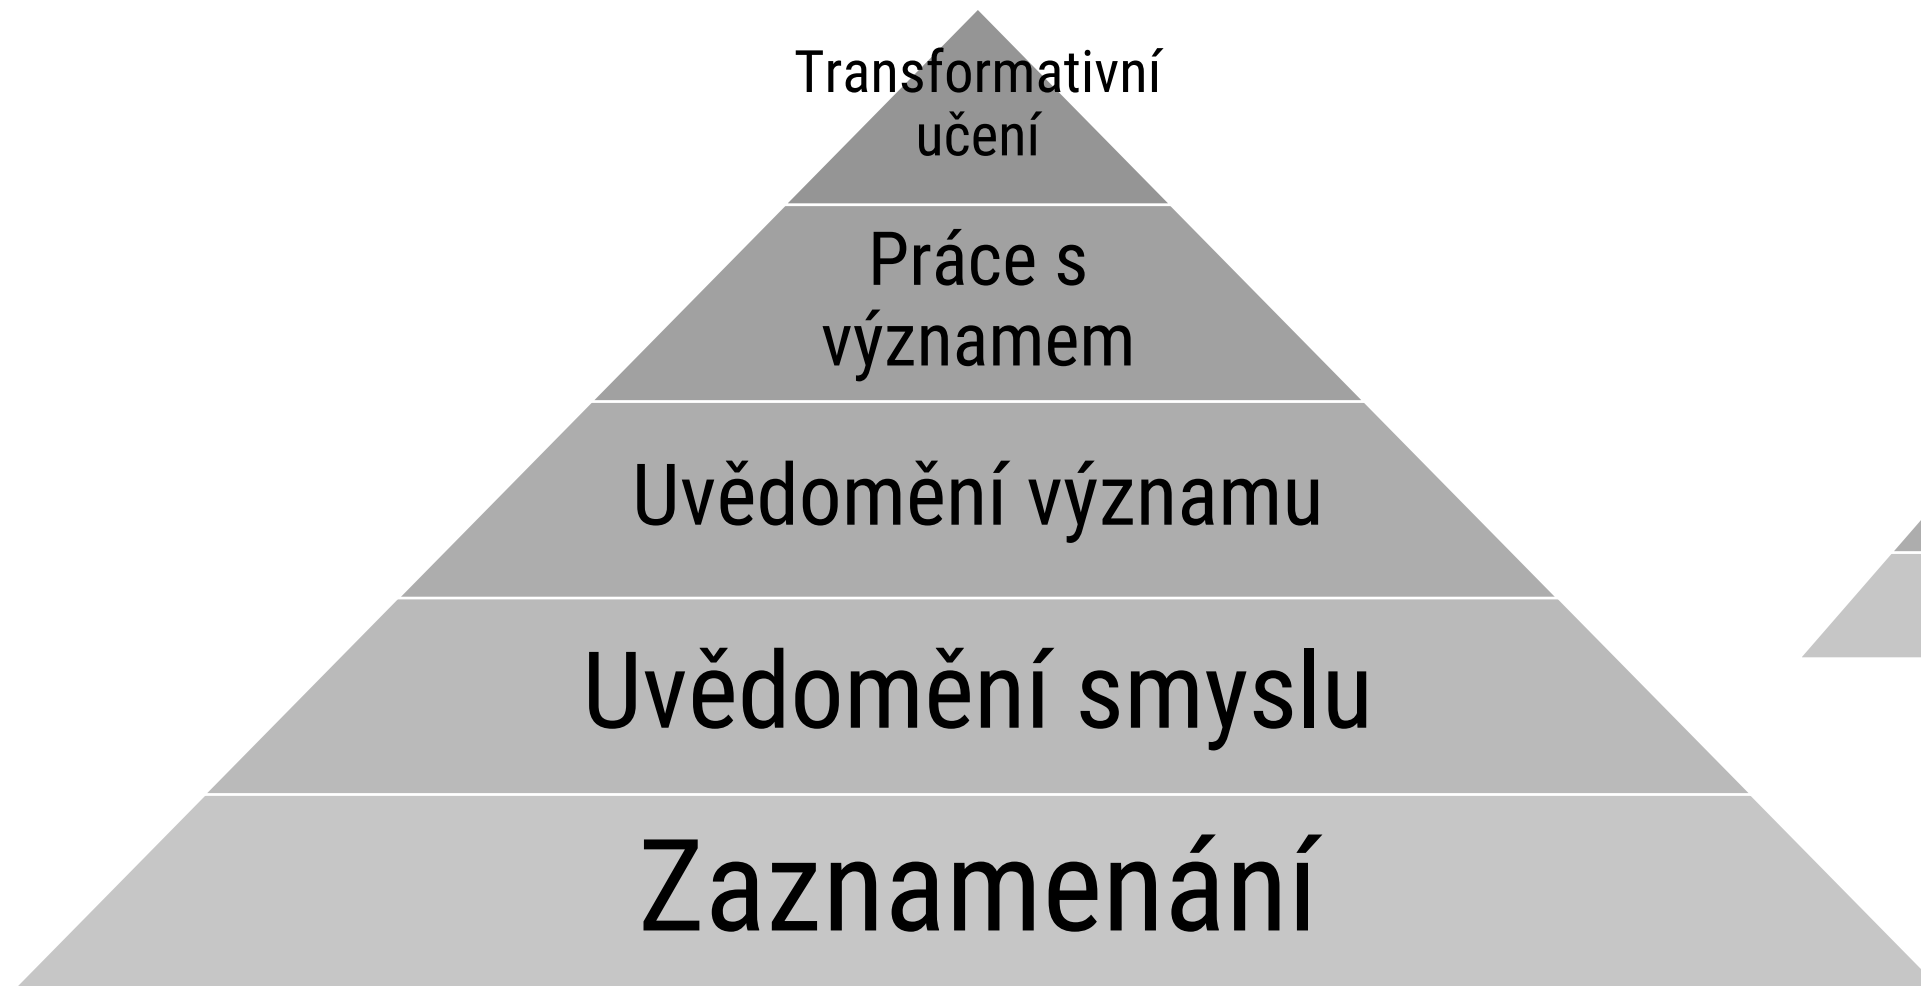 Transformativní
učení
Práce s
významem
Uvědomění významu
Uvědomění smyslu
Zaznamenání